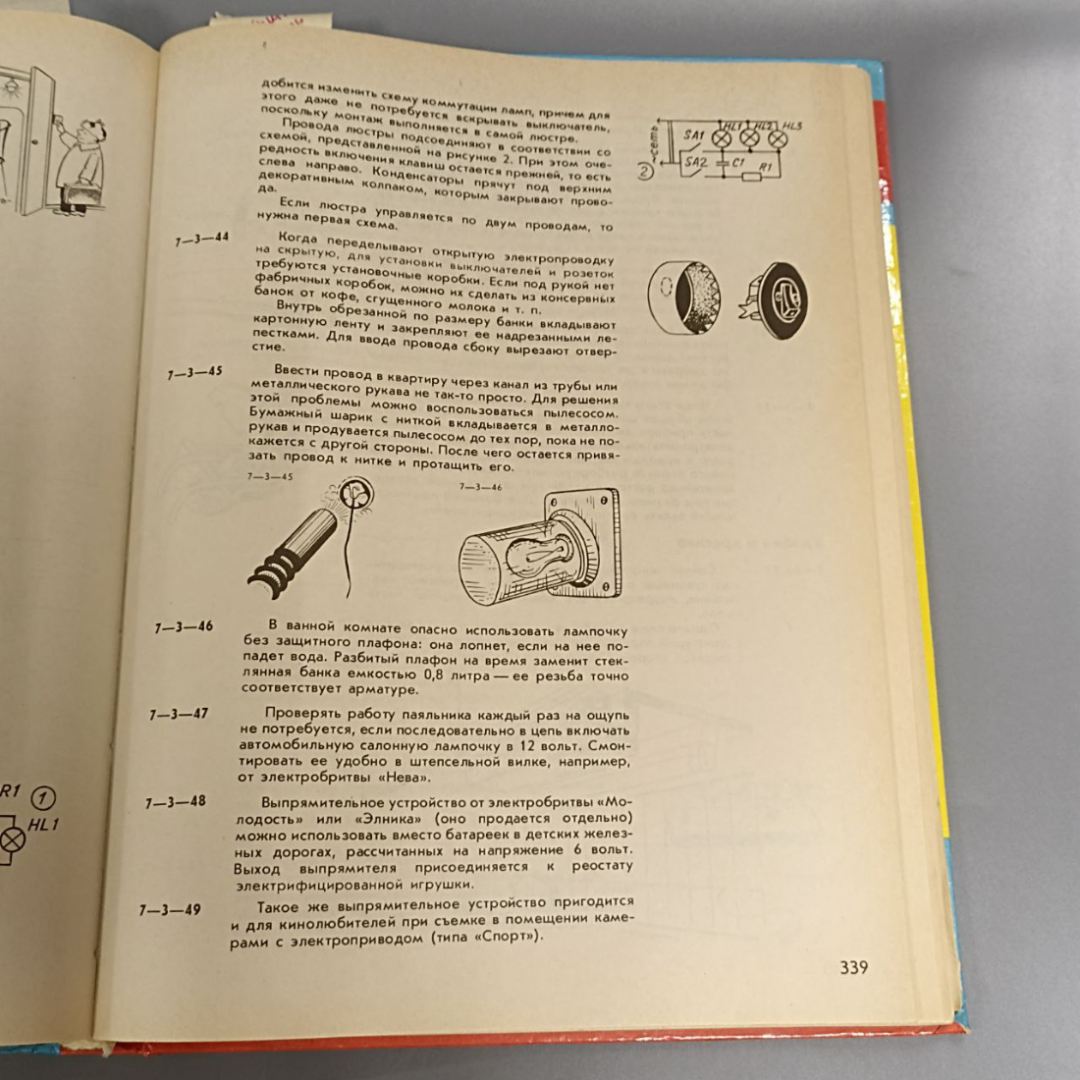 добится изменить схему коммутации ламп, причем для
этого даже не потребуется вскрывать выключатель,
поскольку монтаж выполняется в самой люстре.
Провода люстры подсоединяют в соответствии со
схемой, представленной на рисунке 2. При этом оче-
редность включения клавиш остается прежней, то есть
слева направо. Конденсаторы прячут под верхним
декоративным колпаком, которым закрывают прово-
да.
Если люстра управляется по двум проводам, то
нужна первая схема.
~сеть
SA1
HL1
HL2
HL3
SA2
C1
R1
2
7—3—44
Когда переделывают открытую электропроводку
на скрытую, для установки выключателей и розеток
требуются установочные коробки. Если под рукой нет
фабричных коробок, можно их сделать из консервных
банок от кофе, сгущенного молока и т. п.
Внутрь обрезанной по размеру банки вкладывают
картонную ленту и закрепляют ее надрезанными ле-
пестками. Для ввода провода сбоку вырезают отвер-
стие.
7—3—45
Ввести провод в квартиру через канал из трубы или
металлического рукава не так-то просто. Для решения
этой проблемы можно воспользоваться пылесосом.
Бумажный шарик с ниткой вкладывается в металло-
рукав и продувается пылесосом до тех пор, пока не по-
кажется с другой стороны. После чего остается привя-
зать провод к нитке и протащить его.
7—3—45
7—3—46
7—3—46
В ванной комнате опасно использовать лампочку
без защитного плафона: она лопнет, если на нее по-
падет вода. Разбитый плафон на время заменит стек-
лянная банка емкостью 0,8 литра — ее резьба точно
соответствует арматуре.
7—3—47
Проверять работу паяльника каждый раз на ощупь
не потребуется, если последовательно в цепь включать
автомобильную салонную лампочку в 12 вольт. Смон-
тировать ее удобно в штепсельной вилке, например,
от электробритвы «Нева».
7—3—48
Выпрямительное устройство от электробритвы «Мо-
лодость» или «Элника» (оно продается отдельно)
можно использовать вместо батареек в детских желез-
ных дорогах, рассчитанных на напряжение 6 вольт.
Выход выпрямителя присоединяется к реостату
электрифицированной игрушки.
7—3—49
Такое же выпрямительное устройство пригодится
и для кинолюбителей при съемке в помещении каме-
рами с электроприводом (типа «Спорт»).
339
R1
1
HL1